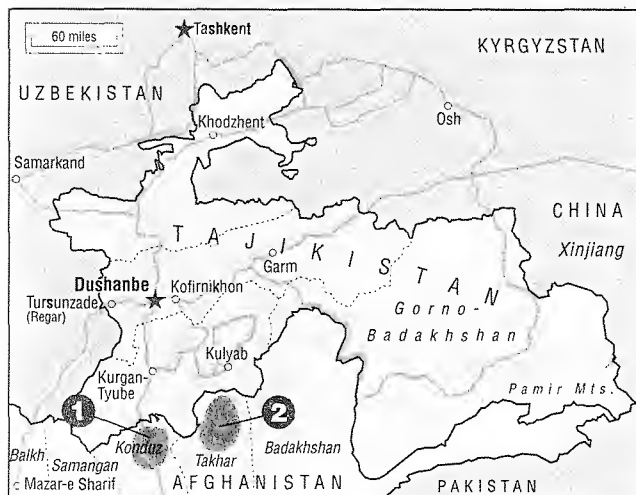 60 miles
Tashkent
KYRGYZSTAN
UZBEKISTAN
Osh
Khodzhent
Samarkand
CHINA
Xinjiang
TAJIKISTAN
Garm
Dushanbe
Kofirnikhon
Tursunzade
(Regar)
Gorno-
Badakhshan
Kulyab
Kurgan-
Tyube
Pamir Mts.
1
2
Konduz
Balkh
Samangan
Takhar
Badakhshan
Mazar-e Sharif
AFGHANISTAN
PAKISTAN